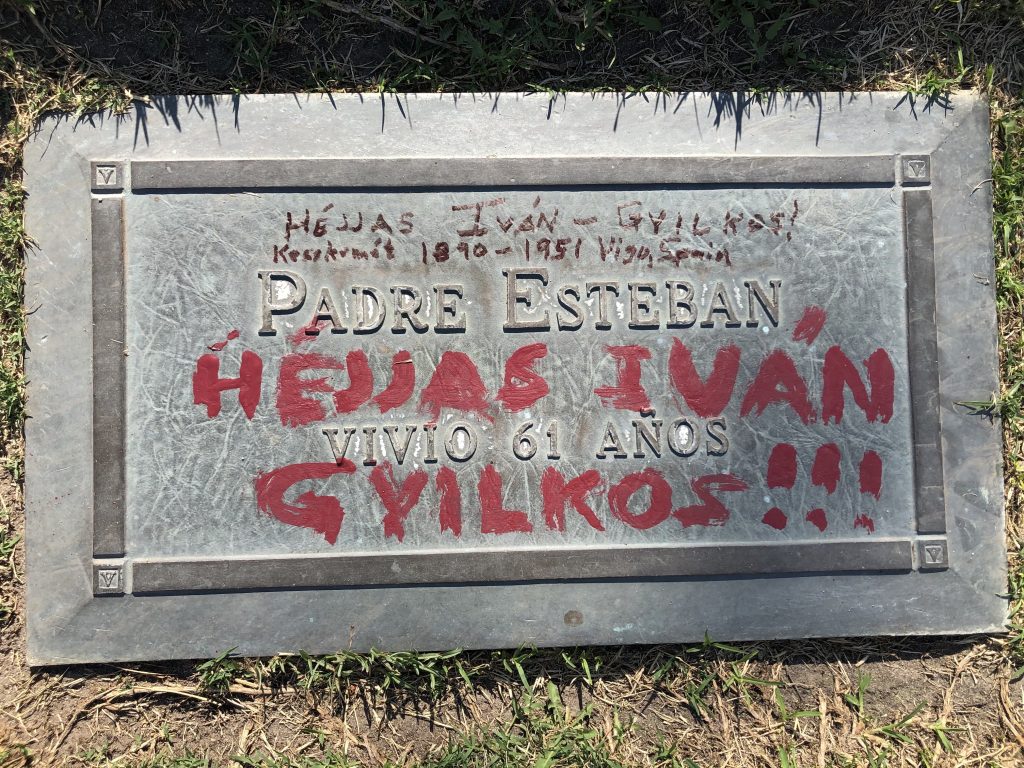 HÉJJAS IVÁN - GYILKOS!
Kecskemét 1890 - 1951 Vigo, Spain
PADRE ESTEBAN
HÉJJAS IVÁN
VIVIO 61 AÑOS
GYILKOS!!!